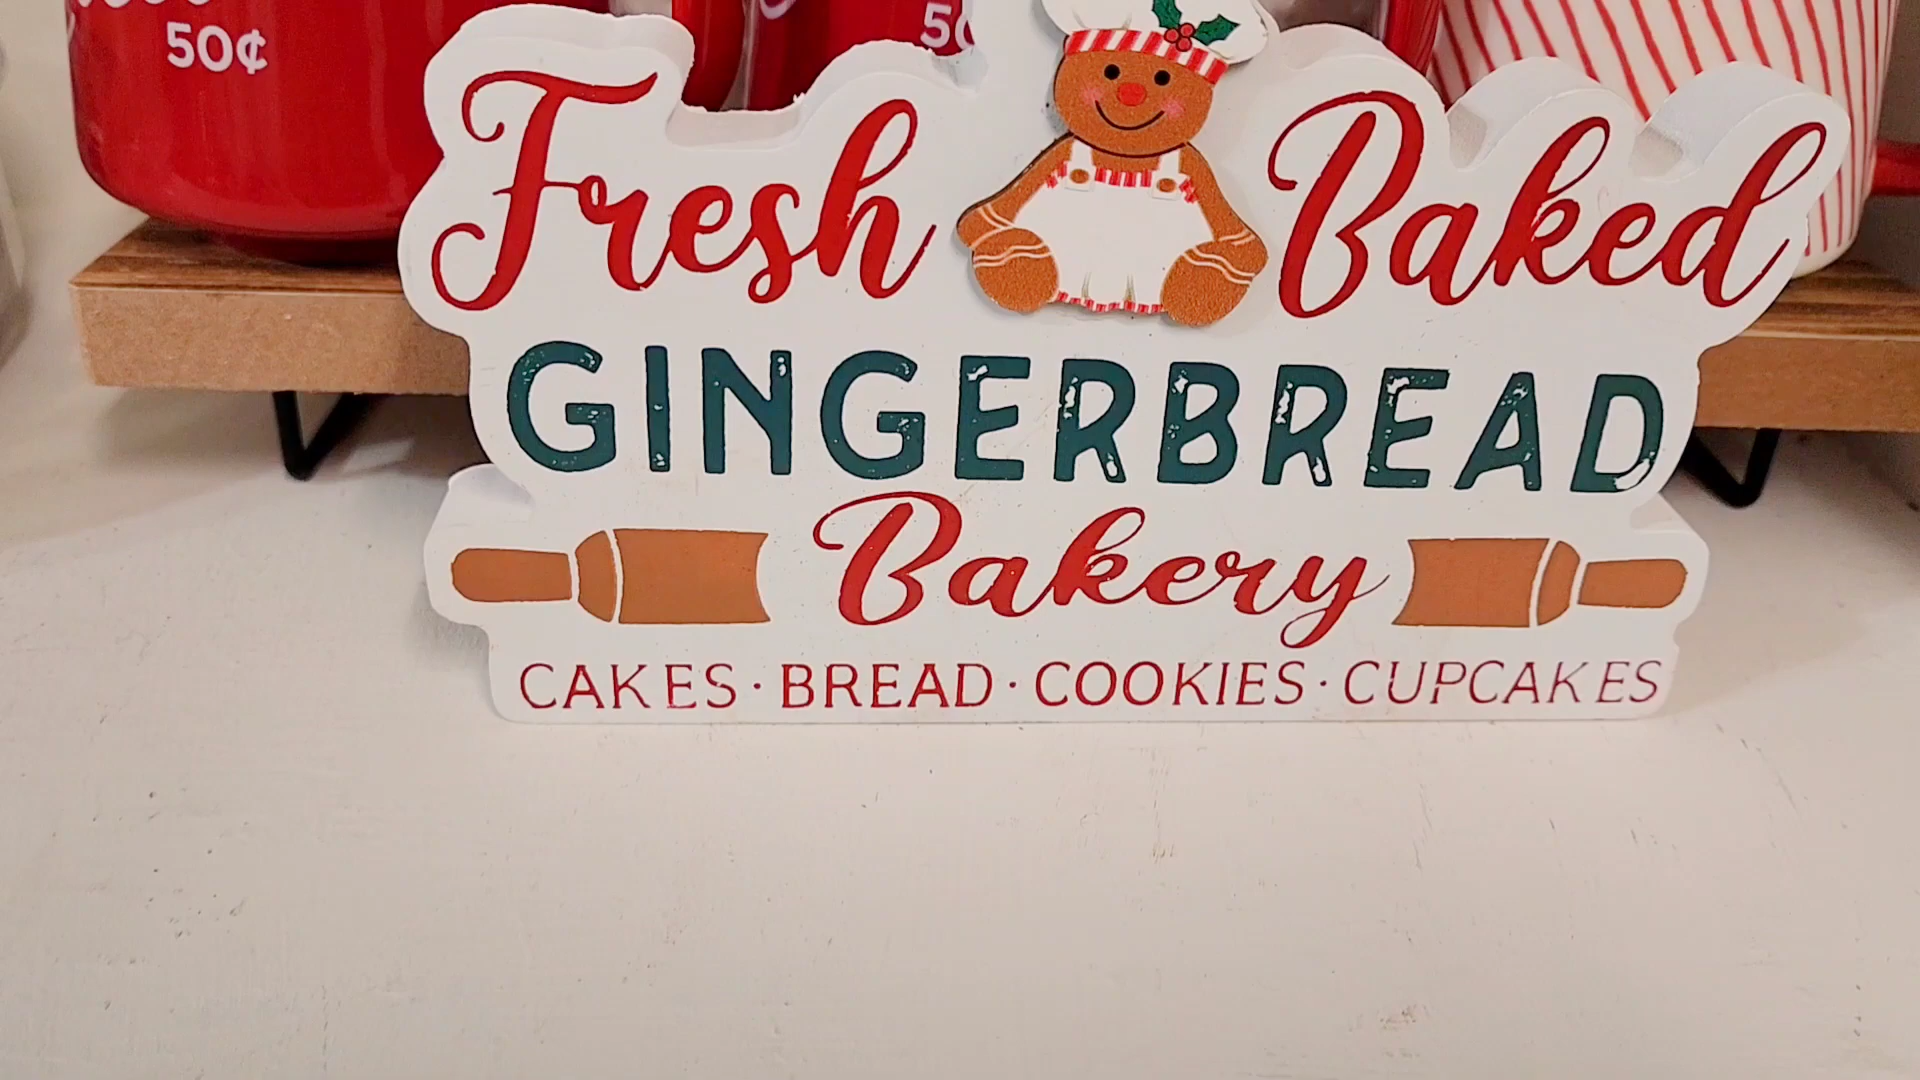 50¢
Fresh Baked
GINGERBREAD
Bakery
CAKES · BREAD · COOKIES · CUPCAKES